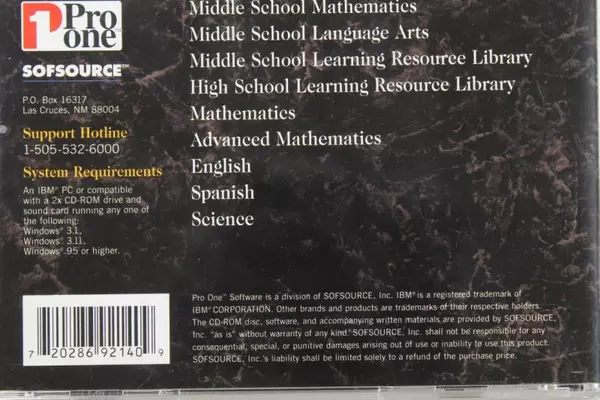 1 Pro
one™
SOFSOURCE™
P.O. Box 16317
Las Cruces, NM 88004
Support Hotline
1-505-532-6000
System Requirements
An IBM® PC or compatible
with a 2x CD-ROM drive and
sound card running any one of
the following:
Windows® 3.1,
Windows® 3.11,
Windows® 95 or higher.
Middle School Mathematics
Middle School Language Arts
Middle School Learning Resource Library
High School Learning Resource Library
Mathematics
Advanced Mathematics
English
Spanish
Science
7 20286 92140 9
Pro One™ Software is a division of SOFSOURCE, Inc. IBM® is a registered trademark of
IBM® CORPORATION. Other brands and products are trademarks of their respective holders.
The CD-ROM disc, software, and accompanying written materials, are provided by SOFSOURCE,
Inc. "as is" without warranty of any kind. SOFSOURCE, Inc. shall not be responsible for any
consequential, special, or punitive damages arising out of use or inability to use this product.
SOFSOURCE, Inc.'s liability shall be limited solely to a refund of the purchase price.